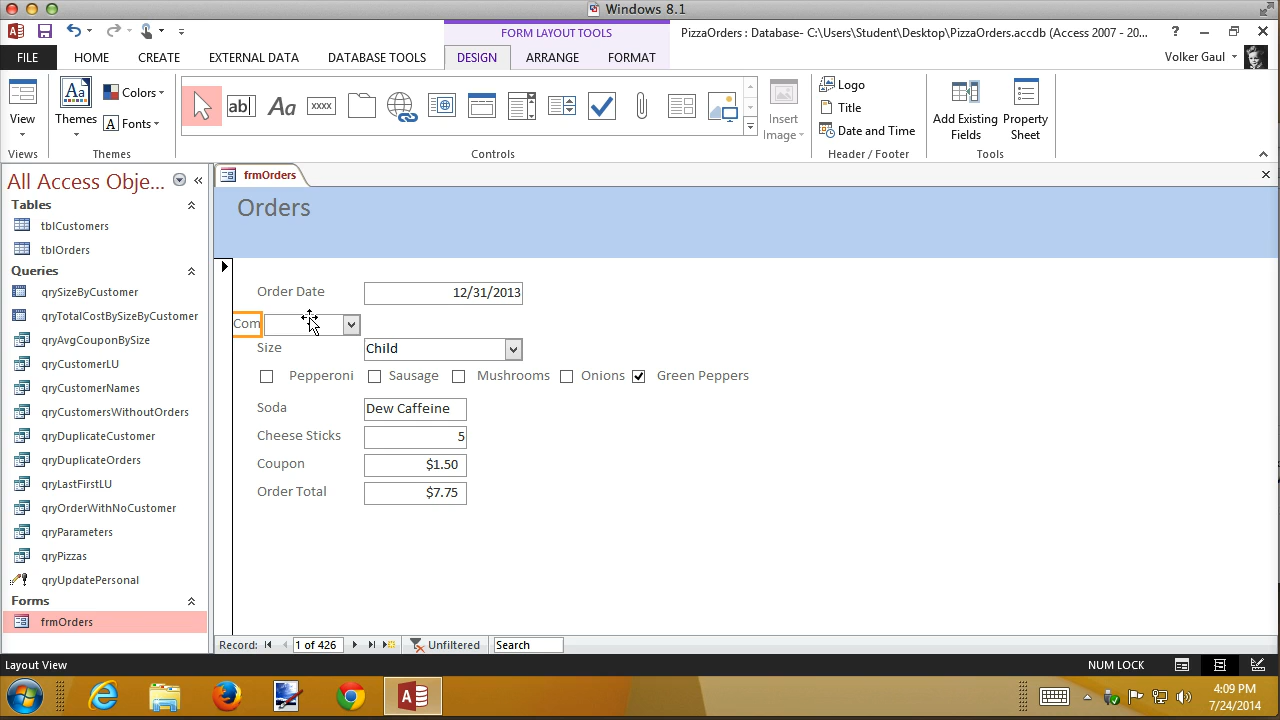 Windows 8.1
FORM LAYOUT TOOLS
PizzaOrders : Database- C:\Users\Student\Desktop\PizzaOrders.accdb (Access 2007 - 20...
?
FILE HOME CREATE EXTERNAL DATA DATABASE TOOLS DESIGN ARRANGE FORMAT
Volker Gaul
View
Themes
Aa
Colors
Fonts
ab
Aa
xxxx
Insert Image
Logo
Title
Date and Time
Add Existing Fields
Property Sheet
Views
Themes
Controls
Header / Footer
Tools
All Access Obje...
Tables
tblCustomers
tblOrders
Queries
qrySizeByCustomer
qryTotalCostBySizeByCustomer
qryAvgCouponBySize
qryCustomerLU
qryCustomerNames
qryCustomersWithoutOrders
qryDuplicateCustomer
qryDuplicateOrders
qryLastFirstLU
qryOrderWithNoCustomer
qryParameters
qryPizzas
qryUpdatePersonal
Forms
frmOrders
frmOrders
Orders
Order Date 12/31/2013
Com
Size Child
Pepperoni Sausage Mushrooms Onions Green Peppers
Soda Dew Caffeine
Cheese Sticks 5
Coupon $1.50
Order Total $7.75
Record: 1 of 426 Unfiltered Search
Layout View
NUM LOCK
4:09 PM
7/24/2014